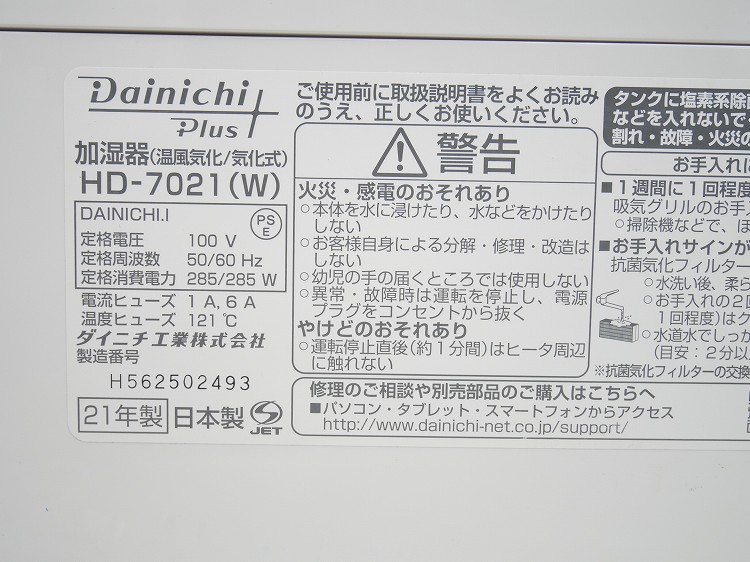 Dainichi
Plus
加湿器(温風気化/気化式)
HD-7021(W)
DAINICHI.I
PS
E
定格電圧 100 V
定格周波数 50/60 Hz
定格消費電力 285/285 W
電流ヒューズ 1 A, 6 A
温度ヒューズ 121℃
ダイニチ工業株式会社
製造番号
H562502493
21年製 日本製 JET
ご使用前に取扱説明書をよくお読み
のうえ、正しくお使いください。
警告
火災・感電のおそれあり
○本体を水に浸けたり、水などをかけたり
しない
○お客様自身による分解・修理・改造は
しない
○幼児の手の届くところでは使用しない
○異常・故障時は運転を停止し、電源
プラグをコンセントから抜く
やけどのおそれあり
○運転停止直後(約1分間)はヒータ周辺
に触れない
修理のご相談や別売部品のご購入はこちらへ
■パソコン・タブレット・スマートフォンからアクセス
http://www.dainichi-net.co.jp/support/
タンクに塩素系除
などを入れないで
割れ・故障・火災の
お手入れに
■1週間に1回程度
吸気グリルのお手入
○掃除機などで、ほ
■お手入れサインが
抗菌気化フィルター
○水洗い後、柔ら
○お手入れの2回
1回程度)はク
○水道水でしっか
(目安:2分以
※抗菌気化フィルターの交換